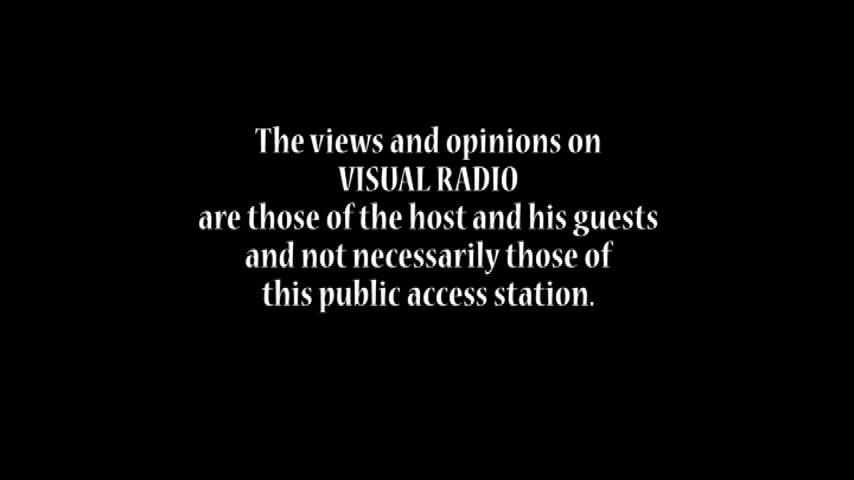 The views and opinions on
VISUAL RADIO
are those of the host and his guests
and not necessarily those of
this public access station.